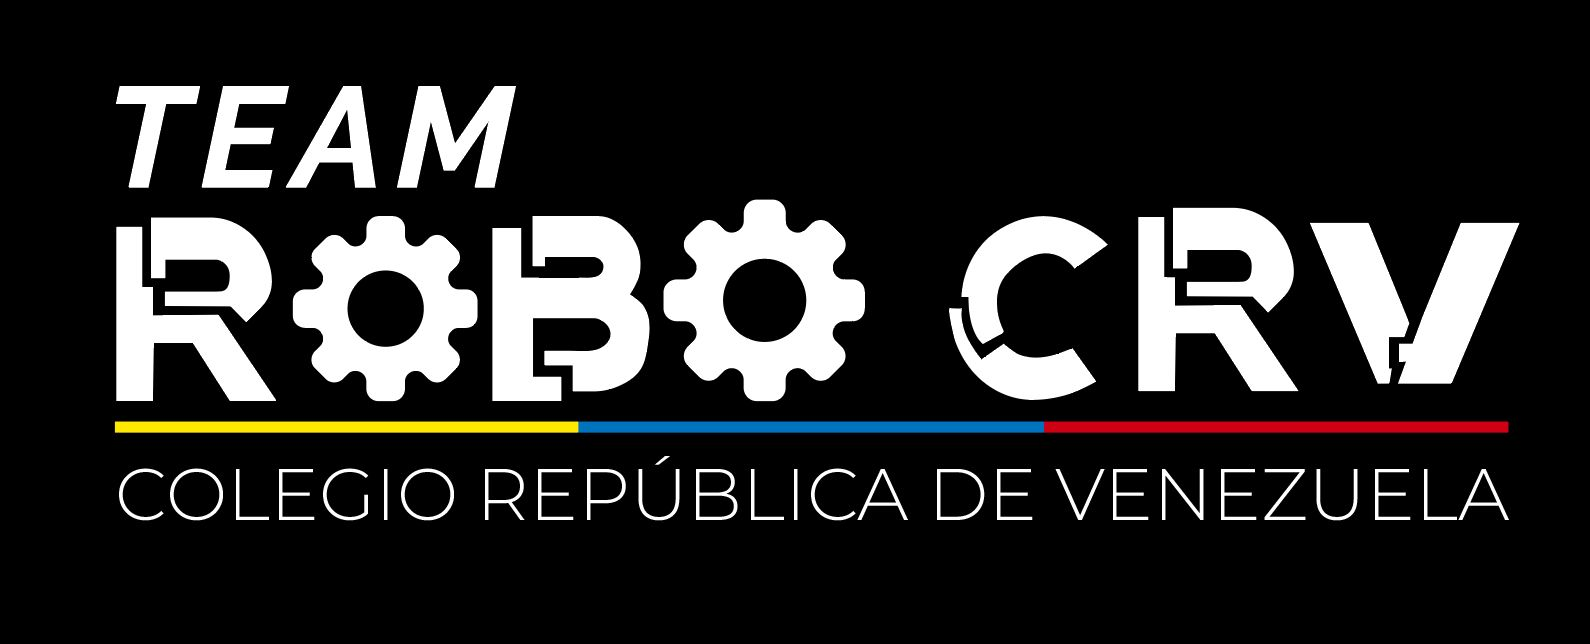 TEAM
ROBO CRV
COLEGIO REPÚBLICA DE VENEZUELA